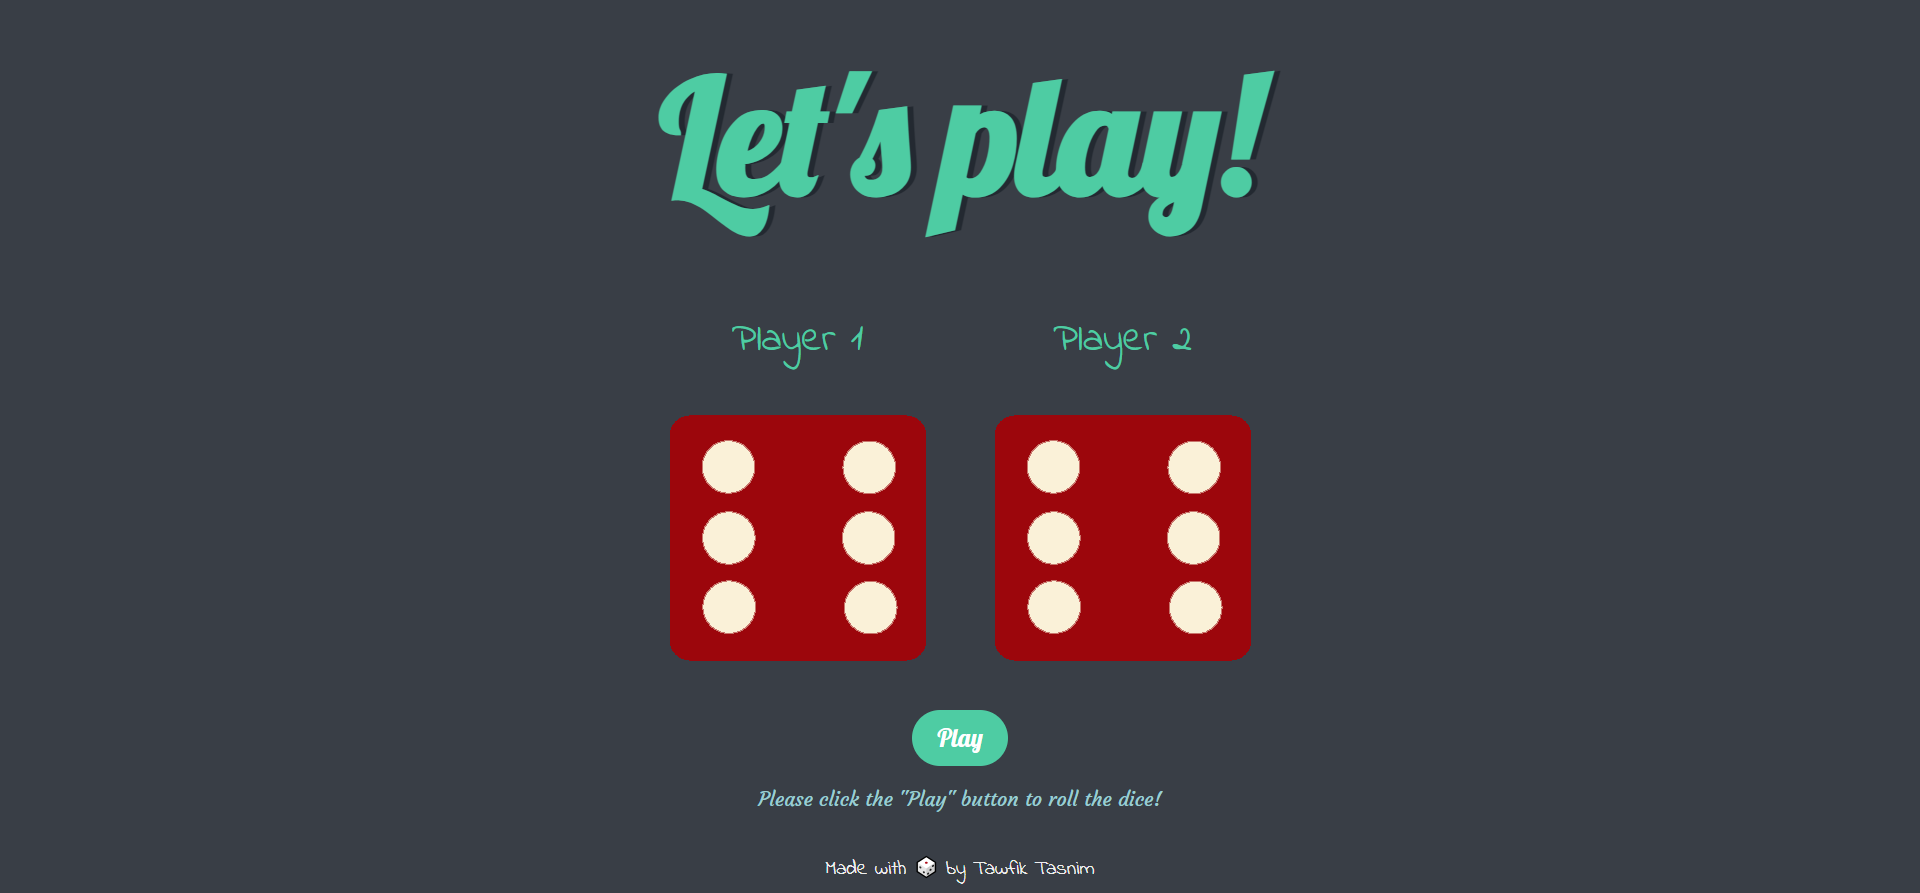 Let's play!
Player 1
Player 2
Play
Please click the "Play" button to roll the dice!
Made with 🎲 by Tawfik Tasnim